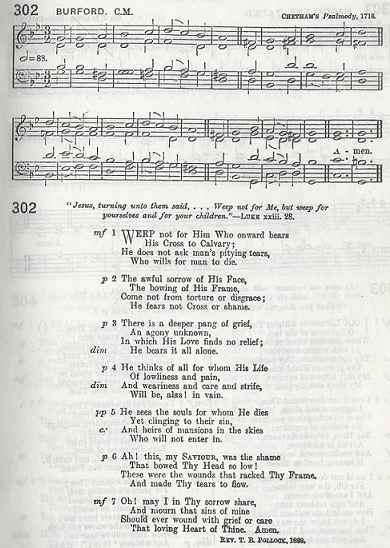 302 BURFORD, C.M. CHETHAM'S Psalmody, 1718.
=88.
A - men.
302
"Jesus, turning unto them said, . . . Weep not for Me, but weep for
yourselves and for your children."—LUKE xxiii. 28.
mf 1 WEEP not for Him Who onward bears
His Cross to Calvary;
He does not ask man's pitying tears,
Who wills for man to die.
p 2 The awful sorrow of His Face,
The bowing of His Frame,
Come not from torture or disgrace;
He fears not Cross or shame.
p 3 There is a deeper pang of grief,
An agony unknown,
In which His Love finds no relief;
dim He bears it all alone.
p 4 He thinks of all for whom His Life
Of lowliness and pain,
dim And weariness and care and strife,
Will be, alas! in vain.
pp 5 He sees the souls for whom He dies
Yet clinging to their sin,
cr And heirs of mansions in the skies
Who will not enter in.
p 6 Ah! this, my SAVIOUR, was the shame
That bowed Thy Head so low!
These were the wounds that racked Thy Frame.
And made Thy tears to flow.
mf 7 Oh! may I in Thy sorrow share,
And mourn that sins of mine
Should ever wound with grief or care
That loving Heart of Thine. Amen.
REV. T. B. POLLOCK, 1899.